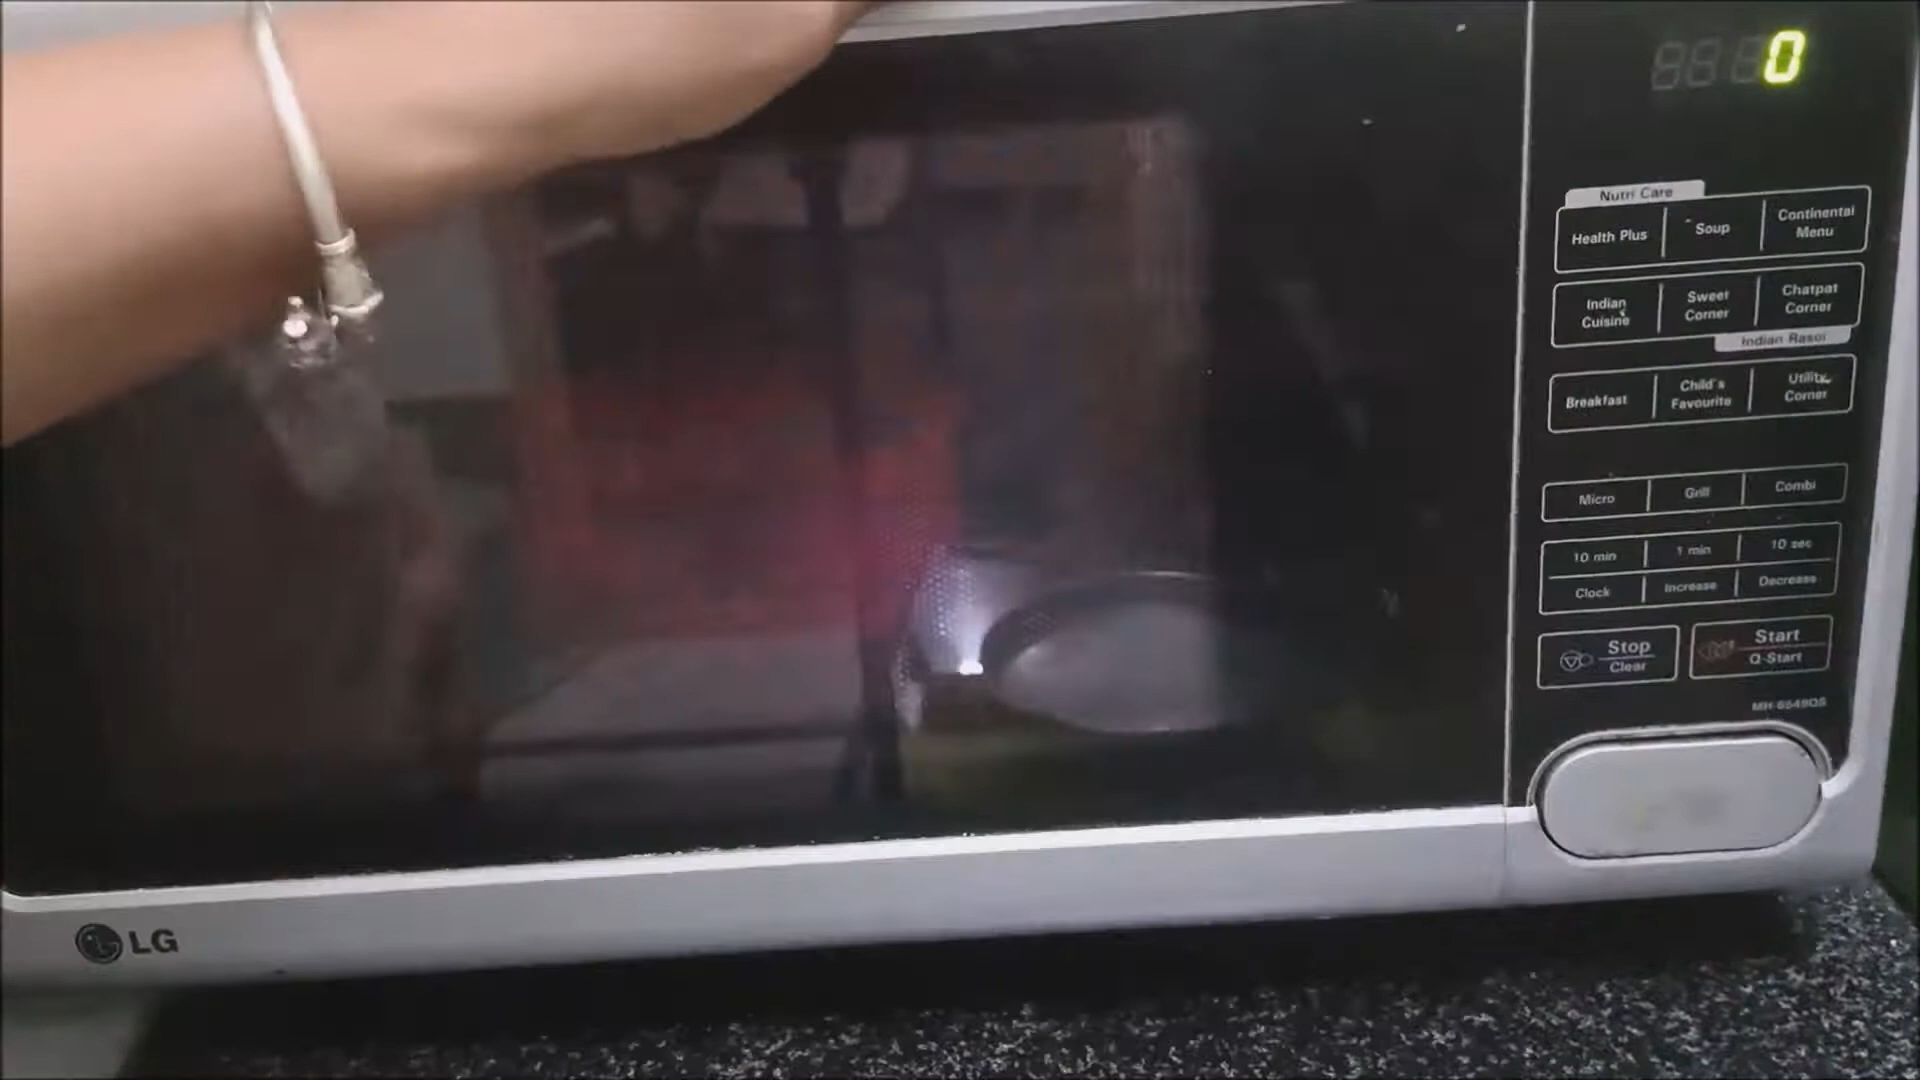 0
Nutri Care
Health Plus
Soup
Continental
Menu
Indian
Cuisine
Sweet
Corner
Chatpat
Corner
Indian Rasoi
Breakfast
Child's
Favourite
Utility
Corner
Micro
Grill
Combi
10 min
1 min
10 sec
Clock
Increase
Decrease
Stop
Clear
Start
Q-Start
LG